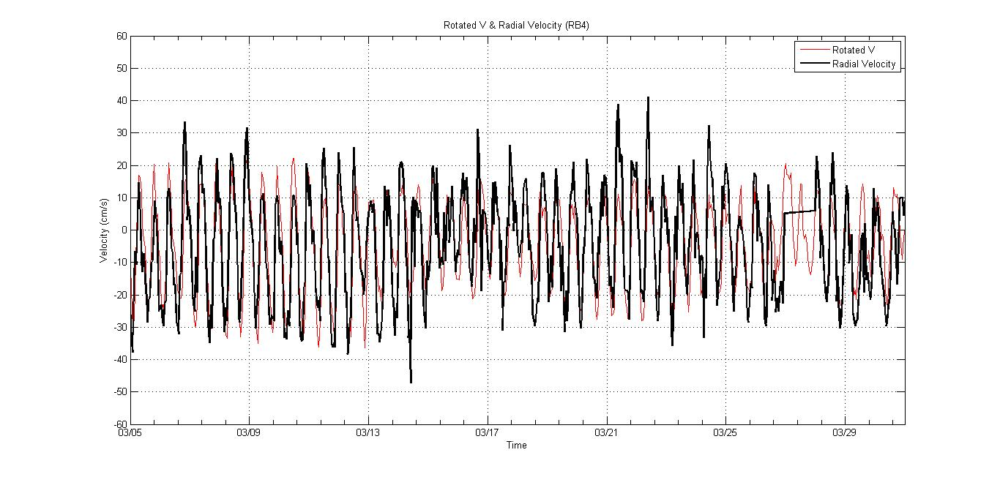 Rotated V & Radial Velocity (RB4)
60
50
40
30
20
10
0
-10
-20
-30
-40
-50
-60
Velocity (cm/s)
Rotated V
Radial Velocity
03/05 03/09 03/13 03/17 03/21 03/25 03/29
Time